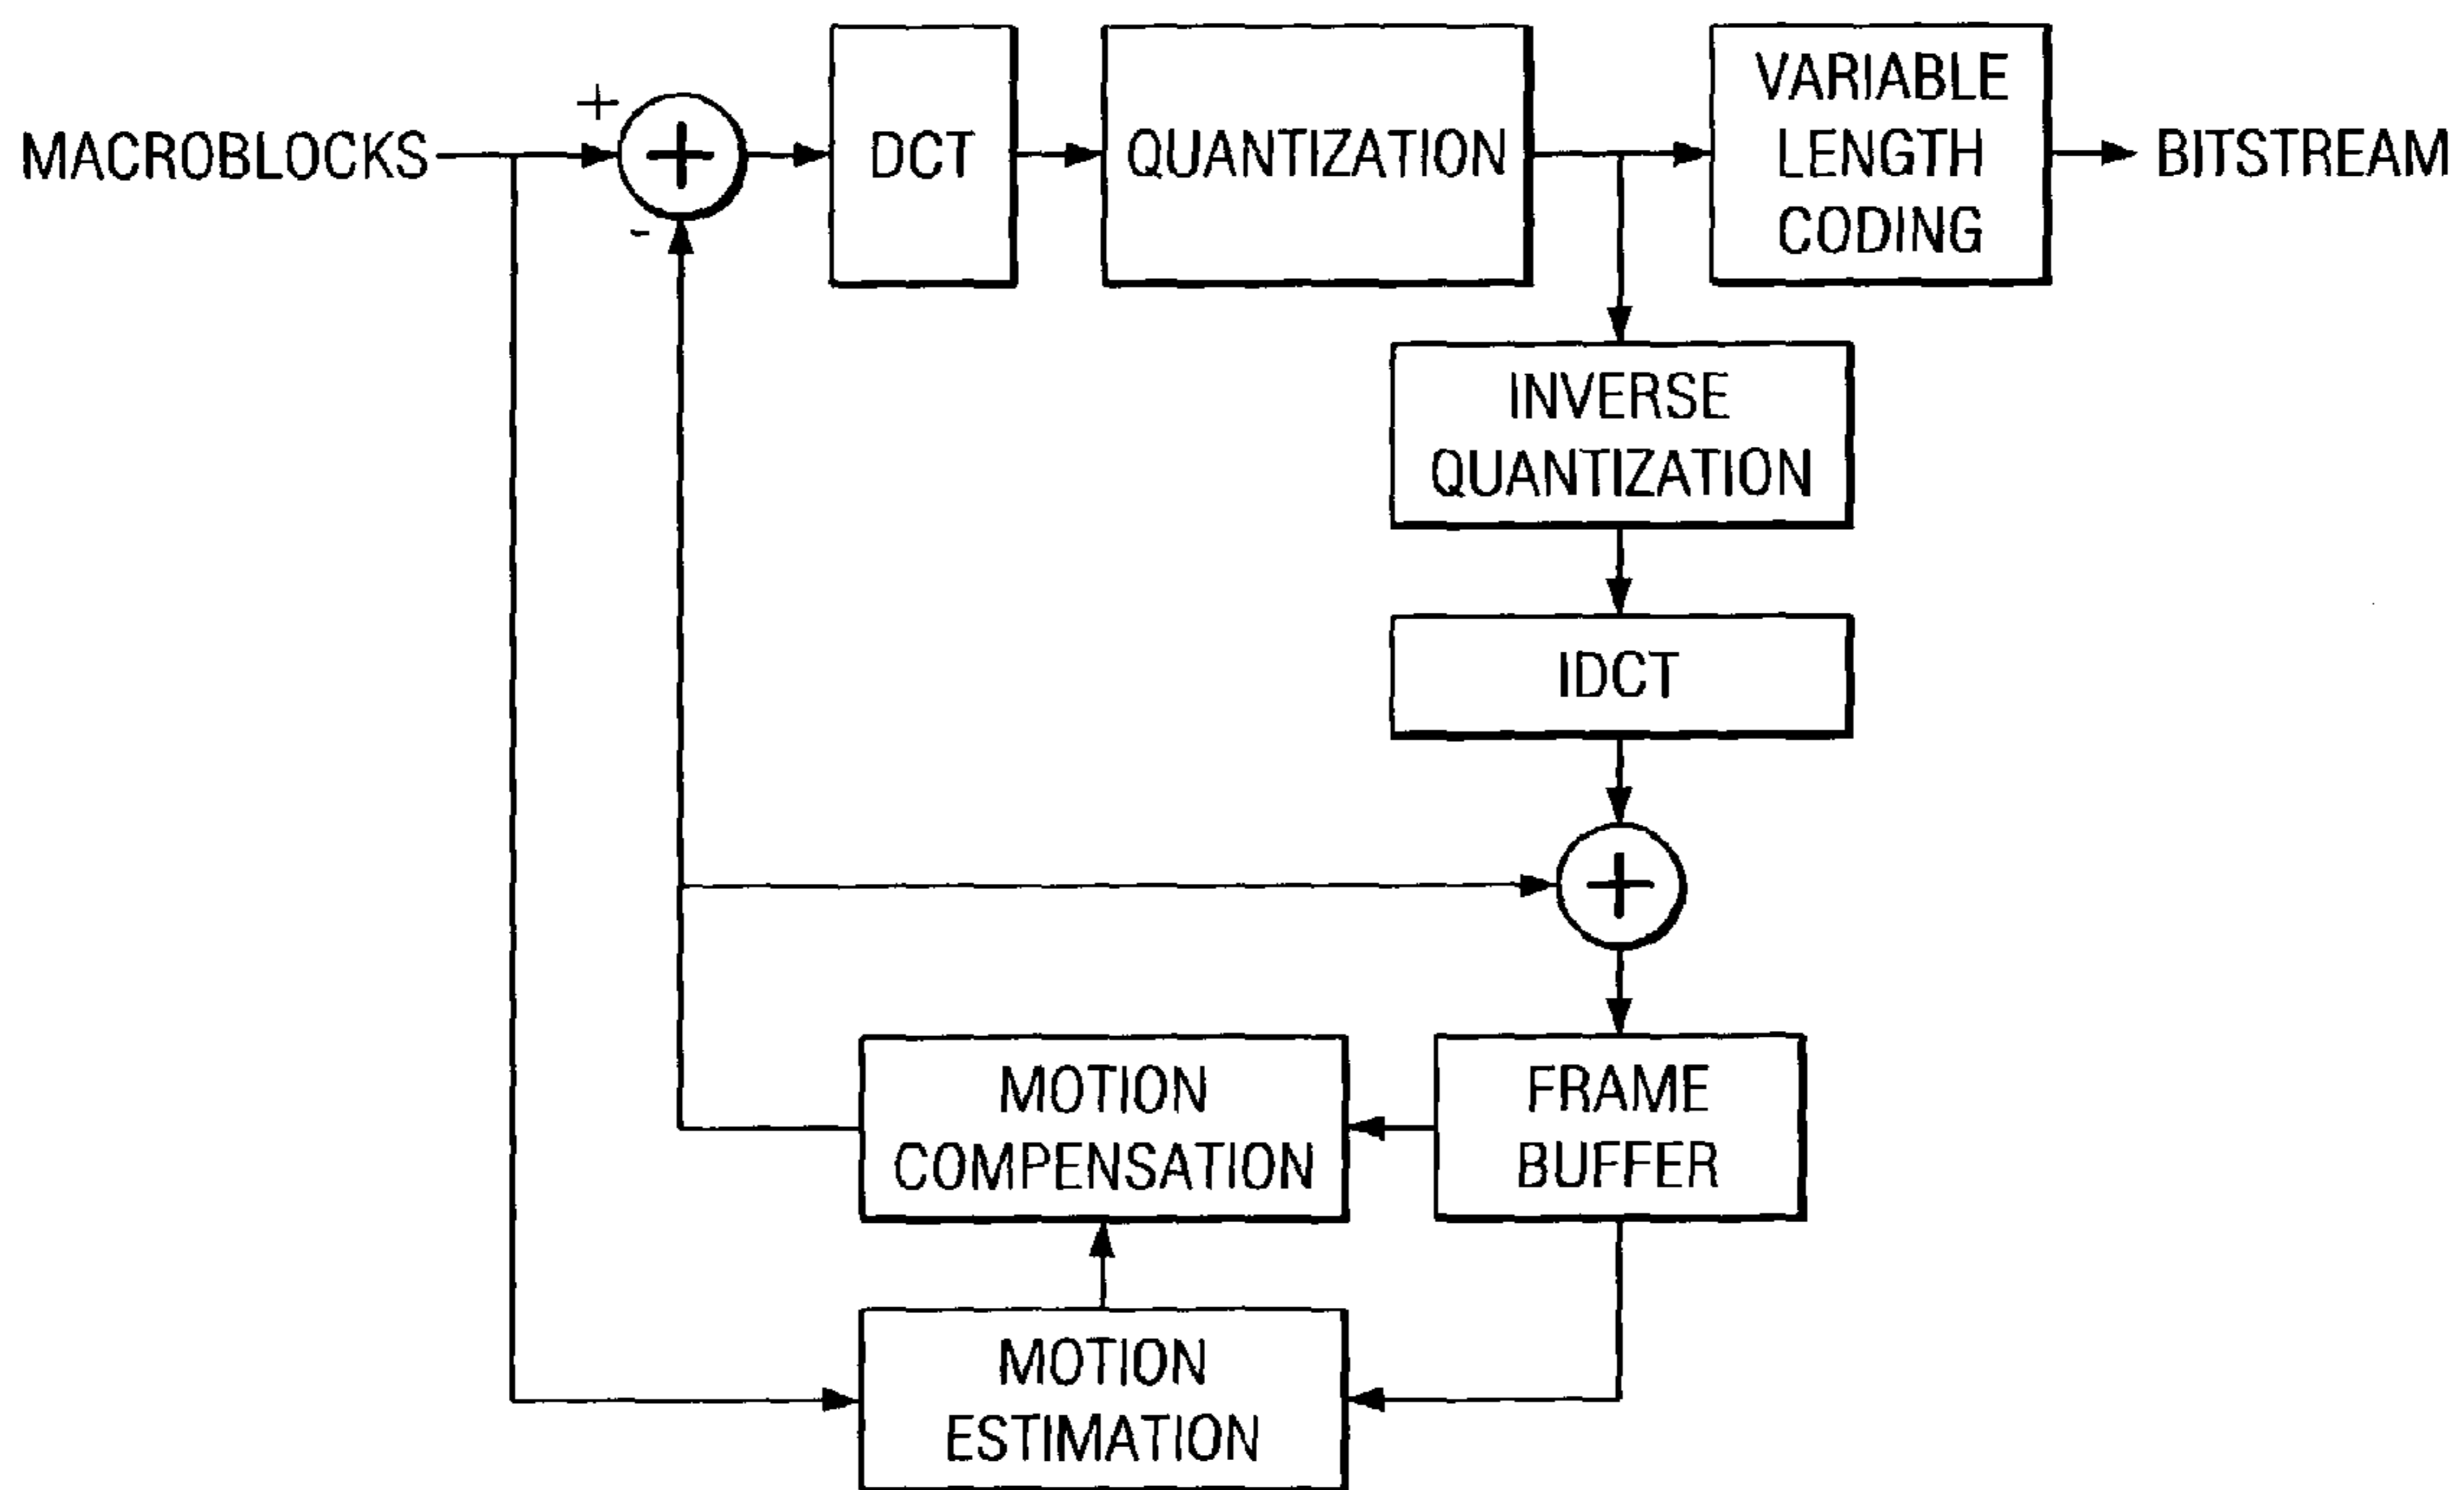 MACROBLOCKS
+
+
-
DCT
QUANTIZATION
VARIABLE
LENGTH
CODING
BITSTREAM
INVERSE
QUANTIZATION
IDCT
+
MOTION
COMPENSATION
FRAME
BUFFER
MOTION
ESTIMATION